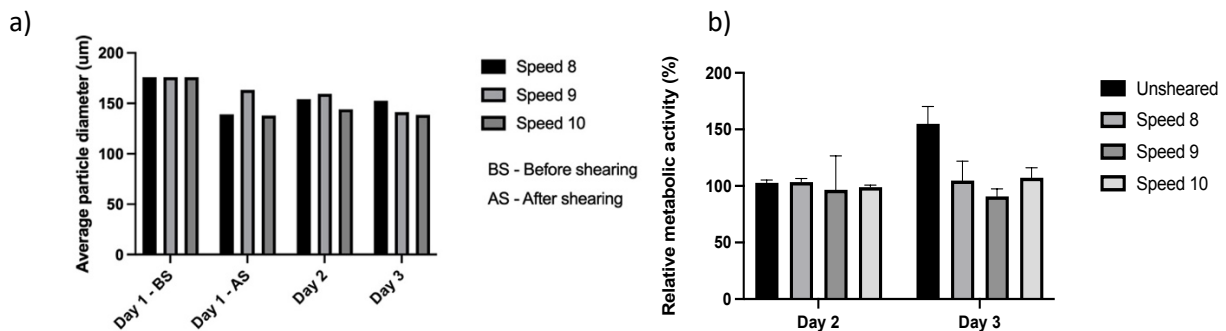 a)
Average particle diameter (um)
200
150
100
50
0
Day 1 - BS
Day 1 - AS
Day 2
Day 3
Speed 8
Speed 9
Speed 10
BS - Before shearing
AS - After shearing
b)
Relative metabolic activity (%)
200
150
100
50
0
Day 2
Day 3
Unsheared
Speed 8
Speed 9
Speed 10